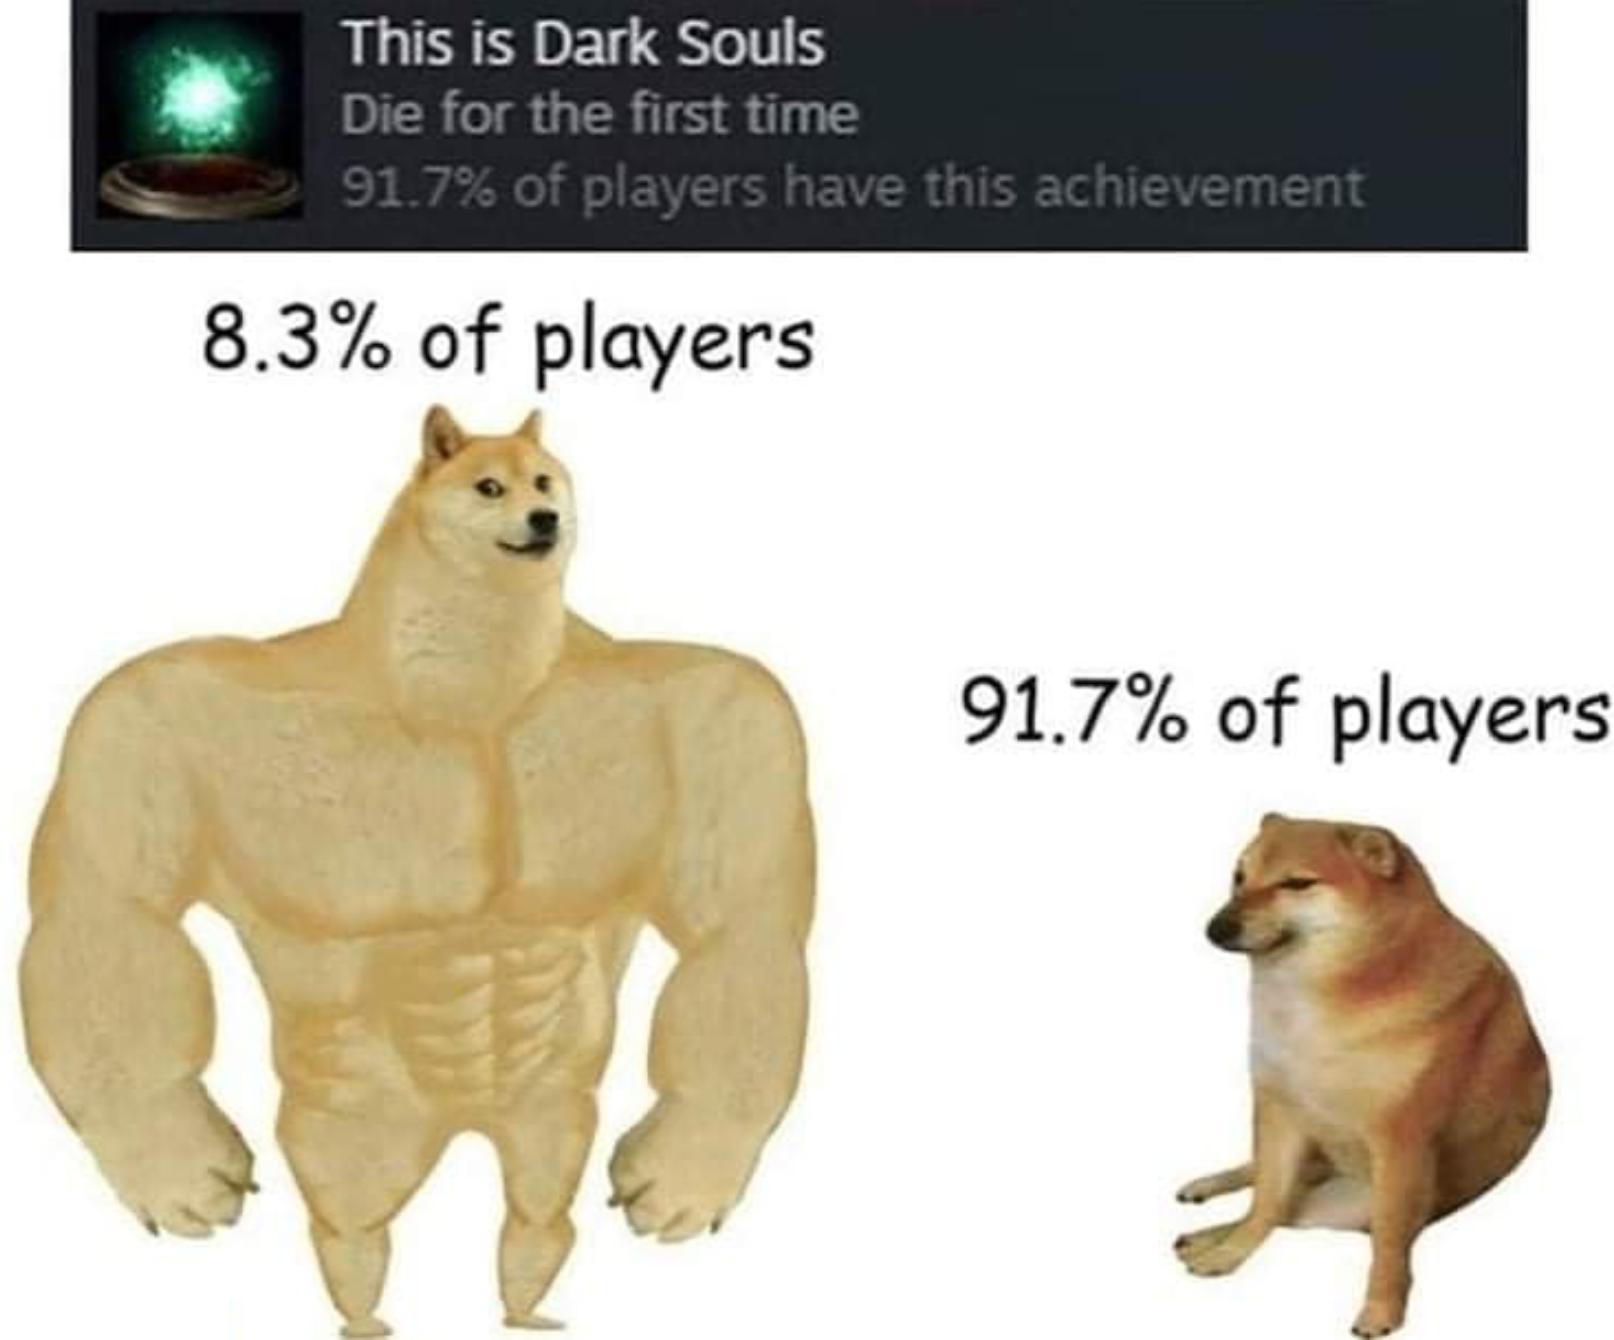 This is Dark Souls
Die for the first time
91.7% of players have this achievement
8.3% of players
91.7% of players